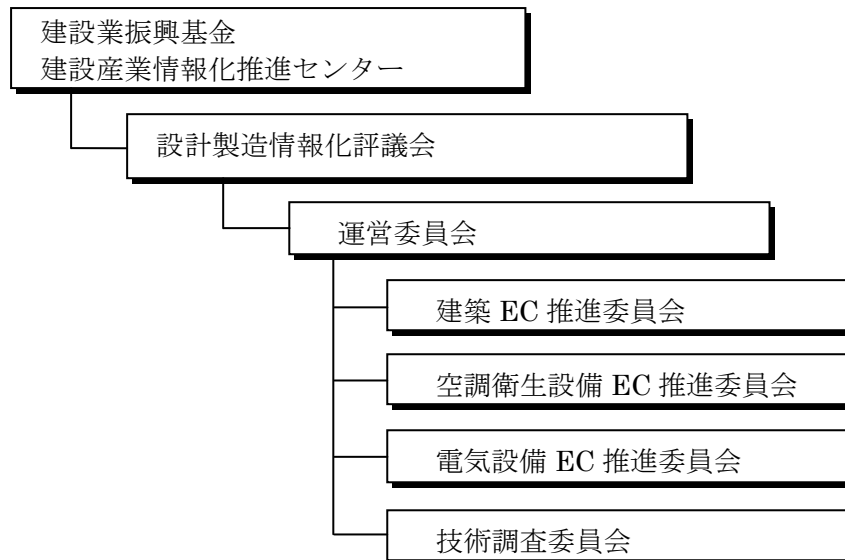 建設業振興基金
建設産業情報化推進センター
設計製造情報化評議会
運営委員会
建築 EC 推進委員会
空調衛生設備 EC 推進委員会
電気設備 EC 推進委員会
技術調査委員会